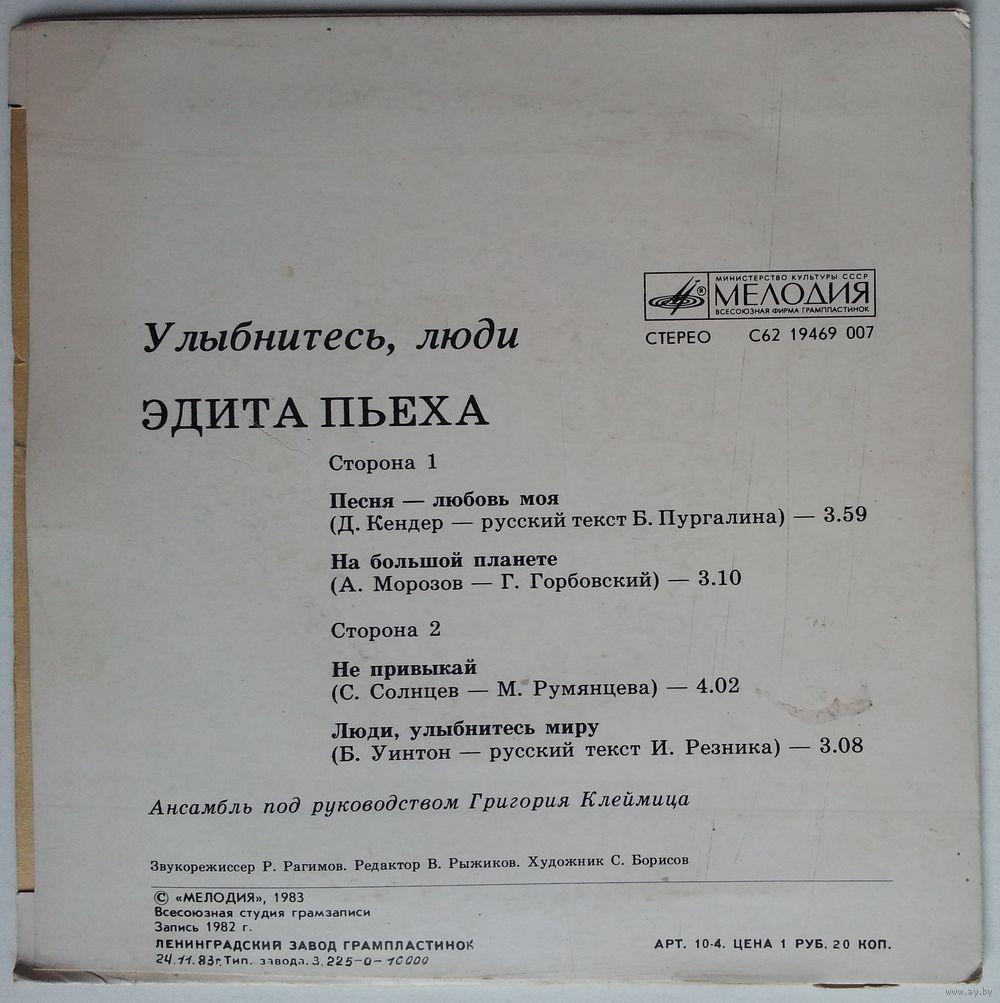 МИНИСТЕРСТВО КУЛЬТУРЫ СССР
МЕЛОДИЯ
ВСЕСОЮЗНАЯ ФИРМА ГРАМПЛАСТИНОК
СТЕРЕО С62 19469 007
Улыбнитесь, люди
ЭДИТА ПЬЕХА
Сторона 1
Песня — любовь моя
(Д. Кендер — русский текст Б. Пургалина) — 3.59
На большой планете
(А. Морозов — Г. Горбовский) — 3.10
Сторона 2
Не привыкай
(С. Солнцев — М. Румянцева) — 4.02
Люди, улыбнитесь миру
(Б. Уинтон — русский текст И. Резника) — 3.08
Ансамбль под руководством Григория Клеймица
Звукорежиссер Р. Рагимов. Редактор В. Рыжиков. Художник С. Борисов
© «МЕЛОДИЯ», 1983
Всесоюзная студия грамзаписи
Запись 1982 г.
ЛЕНИНГРАДСКИЙ ЗАВОД ГРАМПЛАСТИНОК
АРТ. 10-4. ЦЕНА 1 РУБ. 20 КОП.
24.11.83г. Тип. завода. З. 225-0-10000
www.ay.by